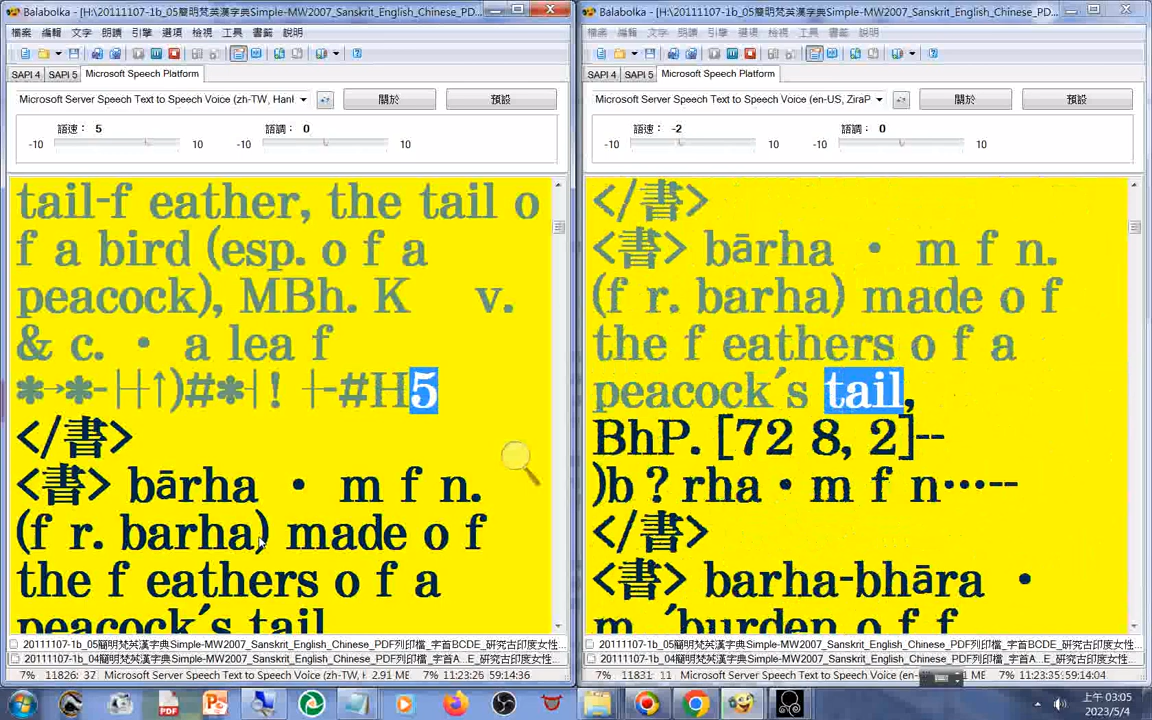 Balabolka - [H:\20111107-1b_05簡明梵英漢字典Simple-MW2007_Sanskrit_English_Chinese_PD...
檔案 編輯 文字 朗讀 引擎 選項 檢視 工具 書籤 說明
SAPI 4 SAPI 5 Microsoft Speech Platform
Microsoft Server Speech Text to Speech Voice (zh-TW, Hanl
關於 預設
語速: 5 語調: 0
-10 10 -10 10
tail-f eather, the tail o
f a bird (esp. o f a
peacock), MBh. K v.
& c. • a lea f
✱→✱-├┼↑)#✱┤! ┼-#H5
</書>
<書> bārha • m f n.
(f r. barha) made o f
the f eathers o f a
peacock´s tail
20111107-1b_05簡明梵英漢字典Simple-MW2007_Sanskrit_English_Chinese_PDF列印檔_字首BCDE_研究古印度女性...
20111107-1b_04簡明梵英漢字典Simple-MW2007_Sanskrit_English_Chinese_PDF列印檔_字首A...E_研究古印度女性...
7% 11826: 37 Microsoft Server Speech Text to Speech Voice (zh-TW, 2.91 MB 7% 11:23:26 59:14:36
Balabolka - [H:\20111107-1b_05簡明梵英漢字典Simple-MW2007_Sanskrit_English_Chinese_PD...
檔案 編輯 文字 朗讀 引擎 選項 檢視 工具 書籤 說明
SAPI 4 SAPI 5 Microsoft Speech Platform
Microsoft Server Speech Text to Speech Voice (en-US, ZiraP
關於 預設
語速: -2 語調: 0
-10 10 -10 10
</書>
<書> bārha • m f n.
(f r. barha) made o f
the f eathers o f a
peacock´s tail,
BhP. [72 8, 2]--
)b ? rha • m f n…--
</書>
<書> barha-bhāra •
m. ´burden o f f
20111107-1b_05簡明梵英漢字典Simple-MW2007_Sanskrit_English_Chinese_PDF列印檔_字首BCDE_研究古印度女性...
20111107-1b_04簡明梵英漢字典Simple-MW2007_Sanskrit_English_Chinese_PDF列印檔_字首A...E_研究古印度女性...
7% 11831: 11 Microsoft Server Speech Text to Speech Voice (en-US, ME 7% 11:23:35 59:14:04
PDF
上午 03:05
2023/5/4